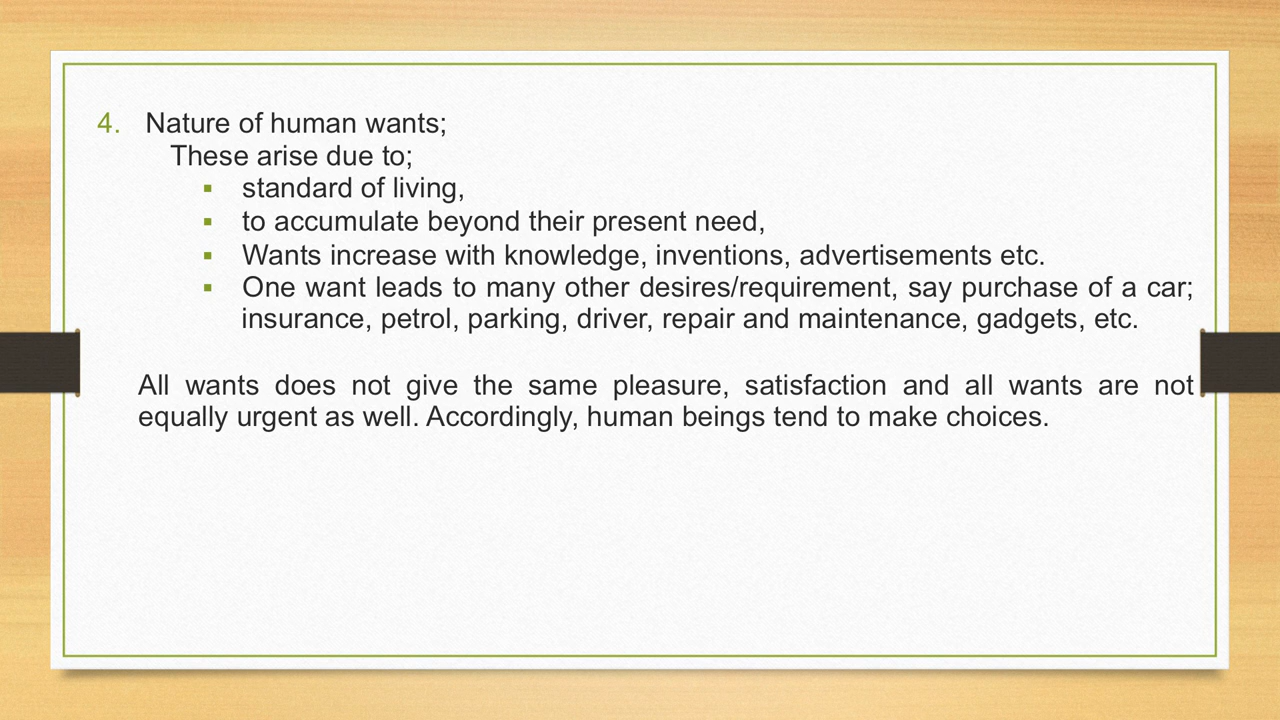 4. Nature of human wants;
These arise due to;
▪ standard of living,
▪ to accumulate beyond their present need,
▪ Wants increase with knowledge, inventions, advertisements etc.
▪ One want leads to many other desires/requirement, say purchase of a car;
insurance, petrol, parking, driver, repair and maintenance, gadgets, etc.
All wants does not give the same pleasure, satisfaction and all wants are not
equally urgent as well. Accordingly, human beings tend to make choices.